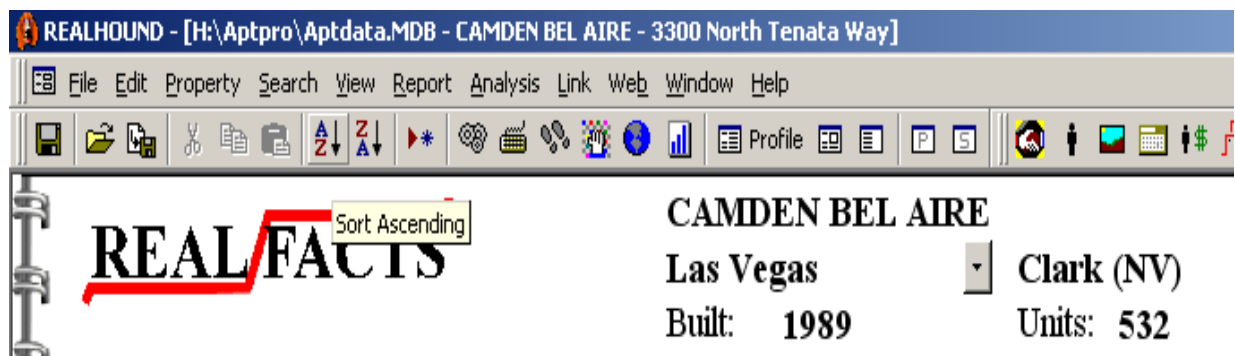 REALHOUND - [H:\Aptpro\Aptdata.MDB - CAMDEN BEL AIRE - 3300 North Tenata Way]
File Edit Property Search View Report Analysis Link Web Window Help
A Z Z A Profile P S $
Sort Ascending
REAL FACTS
CAMDEN BEL AIRE
Las Vegas Clark (NV)
Built: 1989 Units: 532